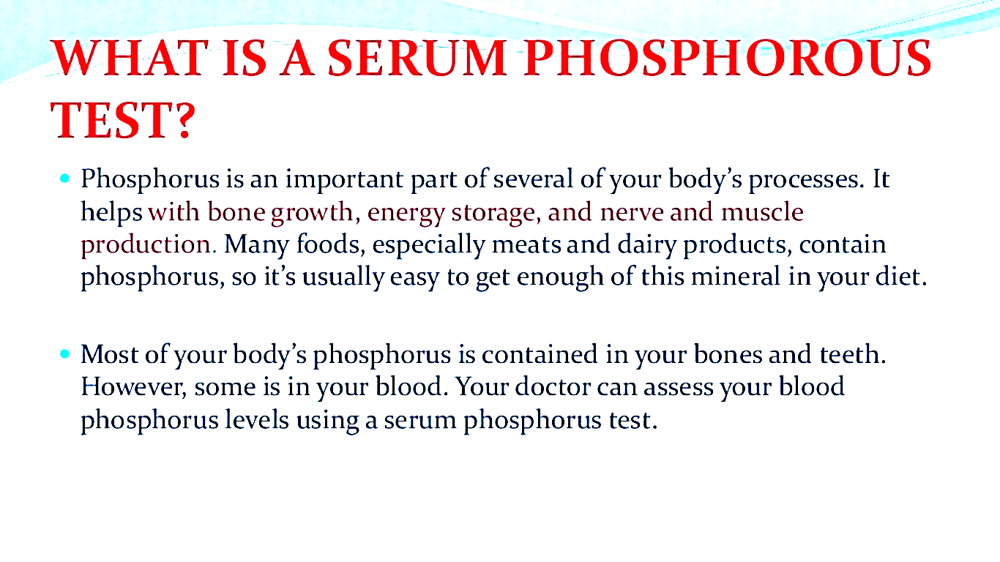 WHAT IS A SERUM PHOSPHOROUS
TEST?
• Phosphorus is an important part of several of your body's processes. It
helps with bone growth, energy storage, and nerve and muscle
production. Many foods, especially meats and dairy products, contain
phosphorus, so it's usually easy to get enough of this mineral in your diet.
• Most of your body's phosphorus is contained in your bones and teeth.
However, some is in your blood. Your doctor can assess your blood
phosphorus levels using a serum phosphorus test.